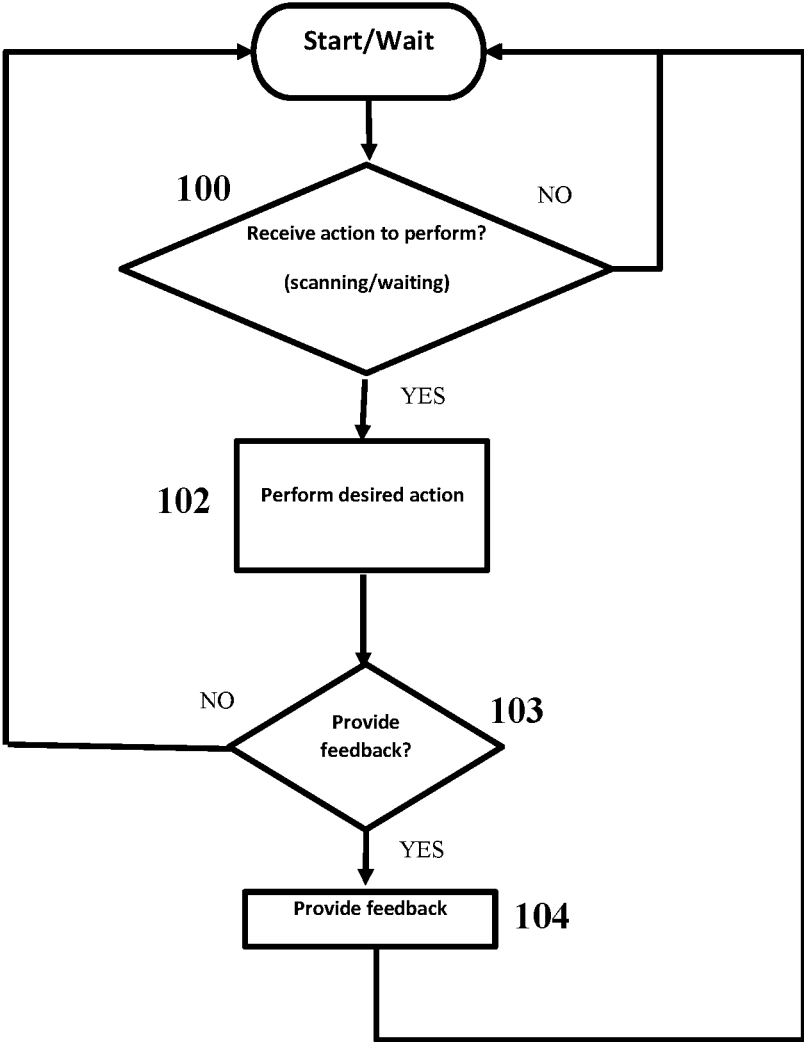 Start/Wait
100
NO
Receive action to perform?
(scanning/waiting)
YES
102
Perform desired action
NO
103
Provide
feedback?
YES
Provide feedback
104